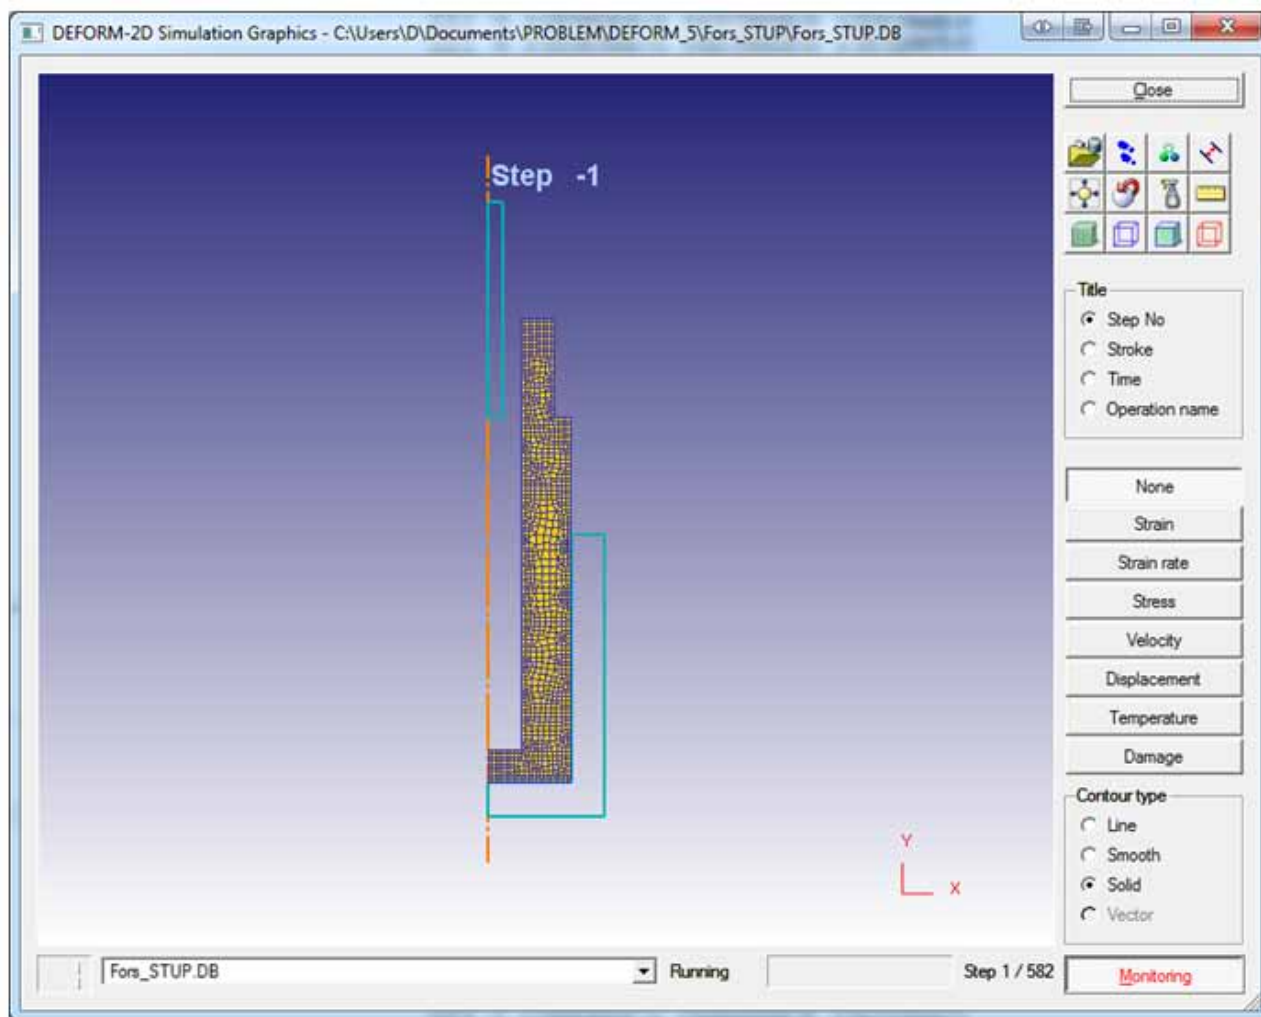 DEFORM-2D Simulation Graphics - C:\Users\D\Documents\PROBLEM\DEFORM_5\Fors_STUP\Fors_STUP.DB
Close
Step -1
Title
Step No
Stroke
Time
Operation name
None
Strain
Strain rate
Stress
Velocity
Displacement
Temperature
Damage
Contour type
Line
Smooth
Solid
Vector
Y
X
Fors_STUP.DB
Running
Step 1 / 582
Monitoring